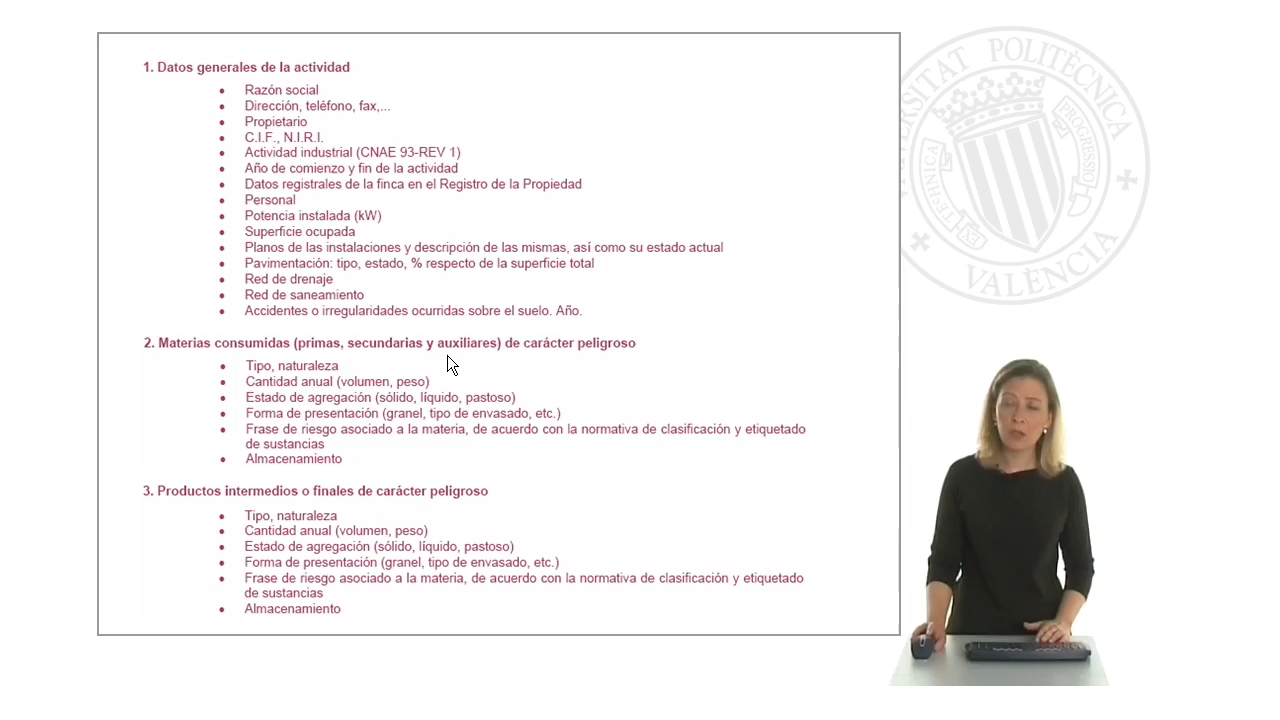 1. Datos generales de la actividad
• Razón social
• Dirección, teléfono, fax,...
• Propietario
• C.I.F., N.I.R.I.
• Actividad industrial (CNAE 93-REV 1)
• Año de comienzo y fin de la actividad
• Datos registrales de la finca en el Registro de la Propiedad
• Personal
• Potencia instalada (kW)
• Superficie ocupada
• Planos de las instalaciones y descripción de las mismas, así como su estado actual
• Pavimentación: tipo, estado, % respecto de la superficie total
• Red de drenaje
• Red de saneamiento
• Accidentes o irregularidades ocurridas sobre el suelo. Año.
2. Materias consumidas (primas, secundarias y auxiliares) de carácter peligroso
• Tipo, naturaleza
• Cantidad anual (volumen, peso)
• Estado de agregación (sólido, líquido, pastoso)
• Forma de presentación (granel, tipo de envasado, etc.)
• Frase de riesgo asociado a la materia, de acuerdo con la normativa de clasificación y etiquetado
de sustancias
• Almacenamiento
3. Productos intermedios o finales de carácter peligroso
• Tipo, naturaleza
• Cantidad anual (volumen, peso)
• Estado de agregación (sólido, líquido, pastoso)
• Forma de presentación (granel, tipo de envasado, etc.)
• Frase de riesgo asociado a la materia, de acuerdo con la normativa de clasificación y etiquetado
de sustancias
• Almacenamiento
POLITÈCNICA
VALÈNCIA
EX TECHNICA
PROGRESSIO